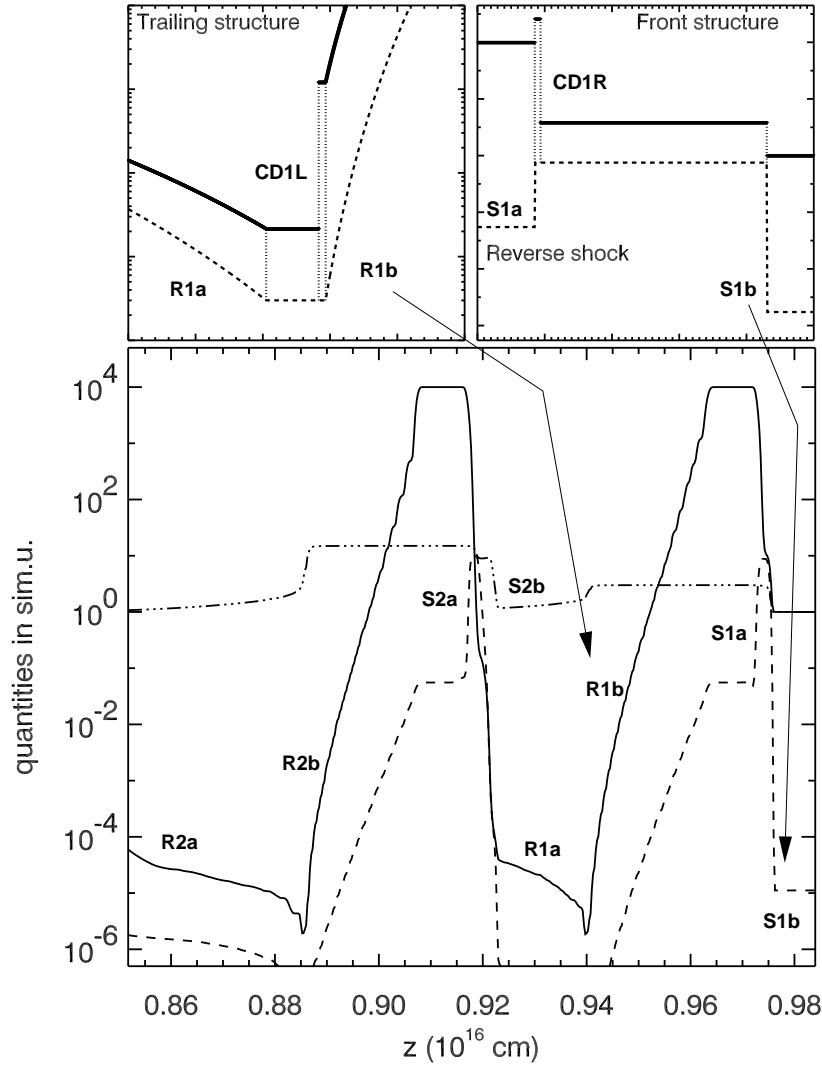 Trailing structure
Front structure
CD1R
CD1L
S1a
Reverse shock
R1b
R1a
S1b
10^4
10^2
10^0
10^-2
10^-4
10^-6
quantities in sim.u.
S2a
S2b
S1a
R1b
R2b
R2a
R1a
S1b
0.86
0.88
0.90
0.92
0.94
0.96
0.98
z (10^16 cm)